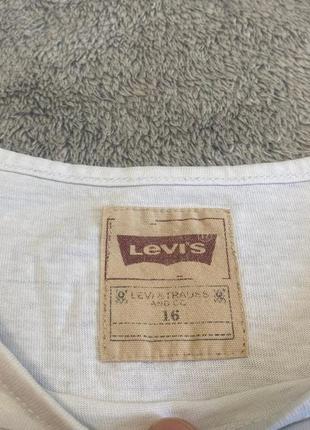 LEVI'S
LEVI STRAUSS
AND CO
16